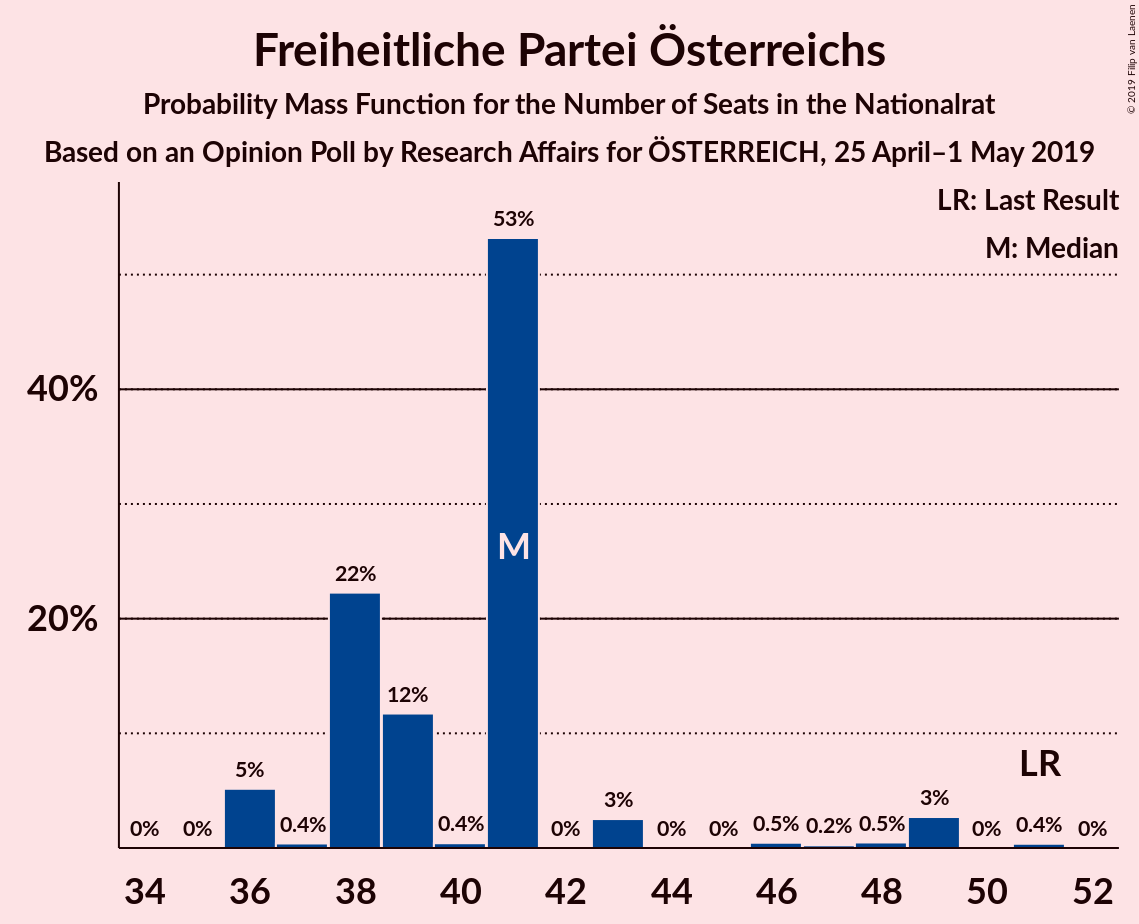 Freiheitliche Partei Österreichs
Probability Mass Function for the Number of Seats in the Nationalrat
Based on an Opinion Poll by Research Affairs for ÖSTERREICH, 25 April–1 May 2019
© 2019 Filip van Laenen
LR: Last Result
M: Median
53%
40%
M
22%
20%
12%
LR
5%
3%
3%
0% 0% 0.4% 0.4% 0% 0% 0% 0.5% 0.2% 0.5% 0% 0.4% 0%
34 36 38 40 42 44 46 48 50 52